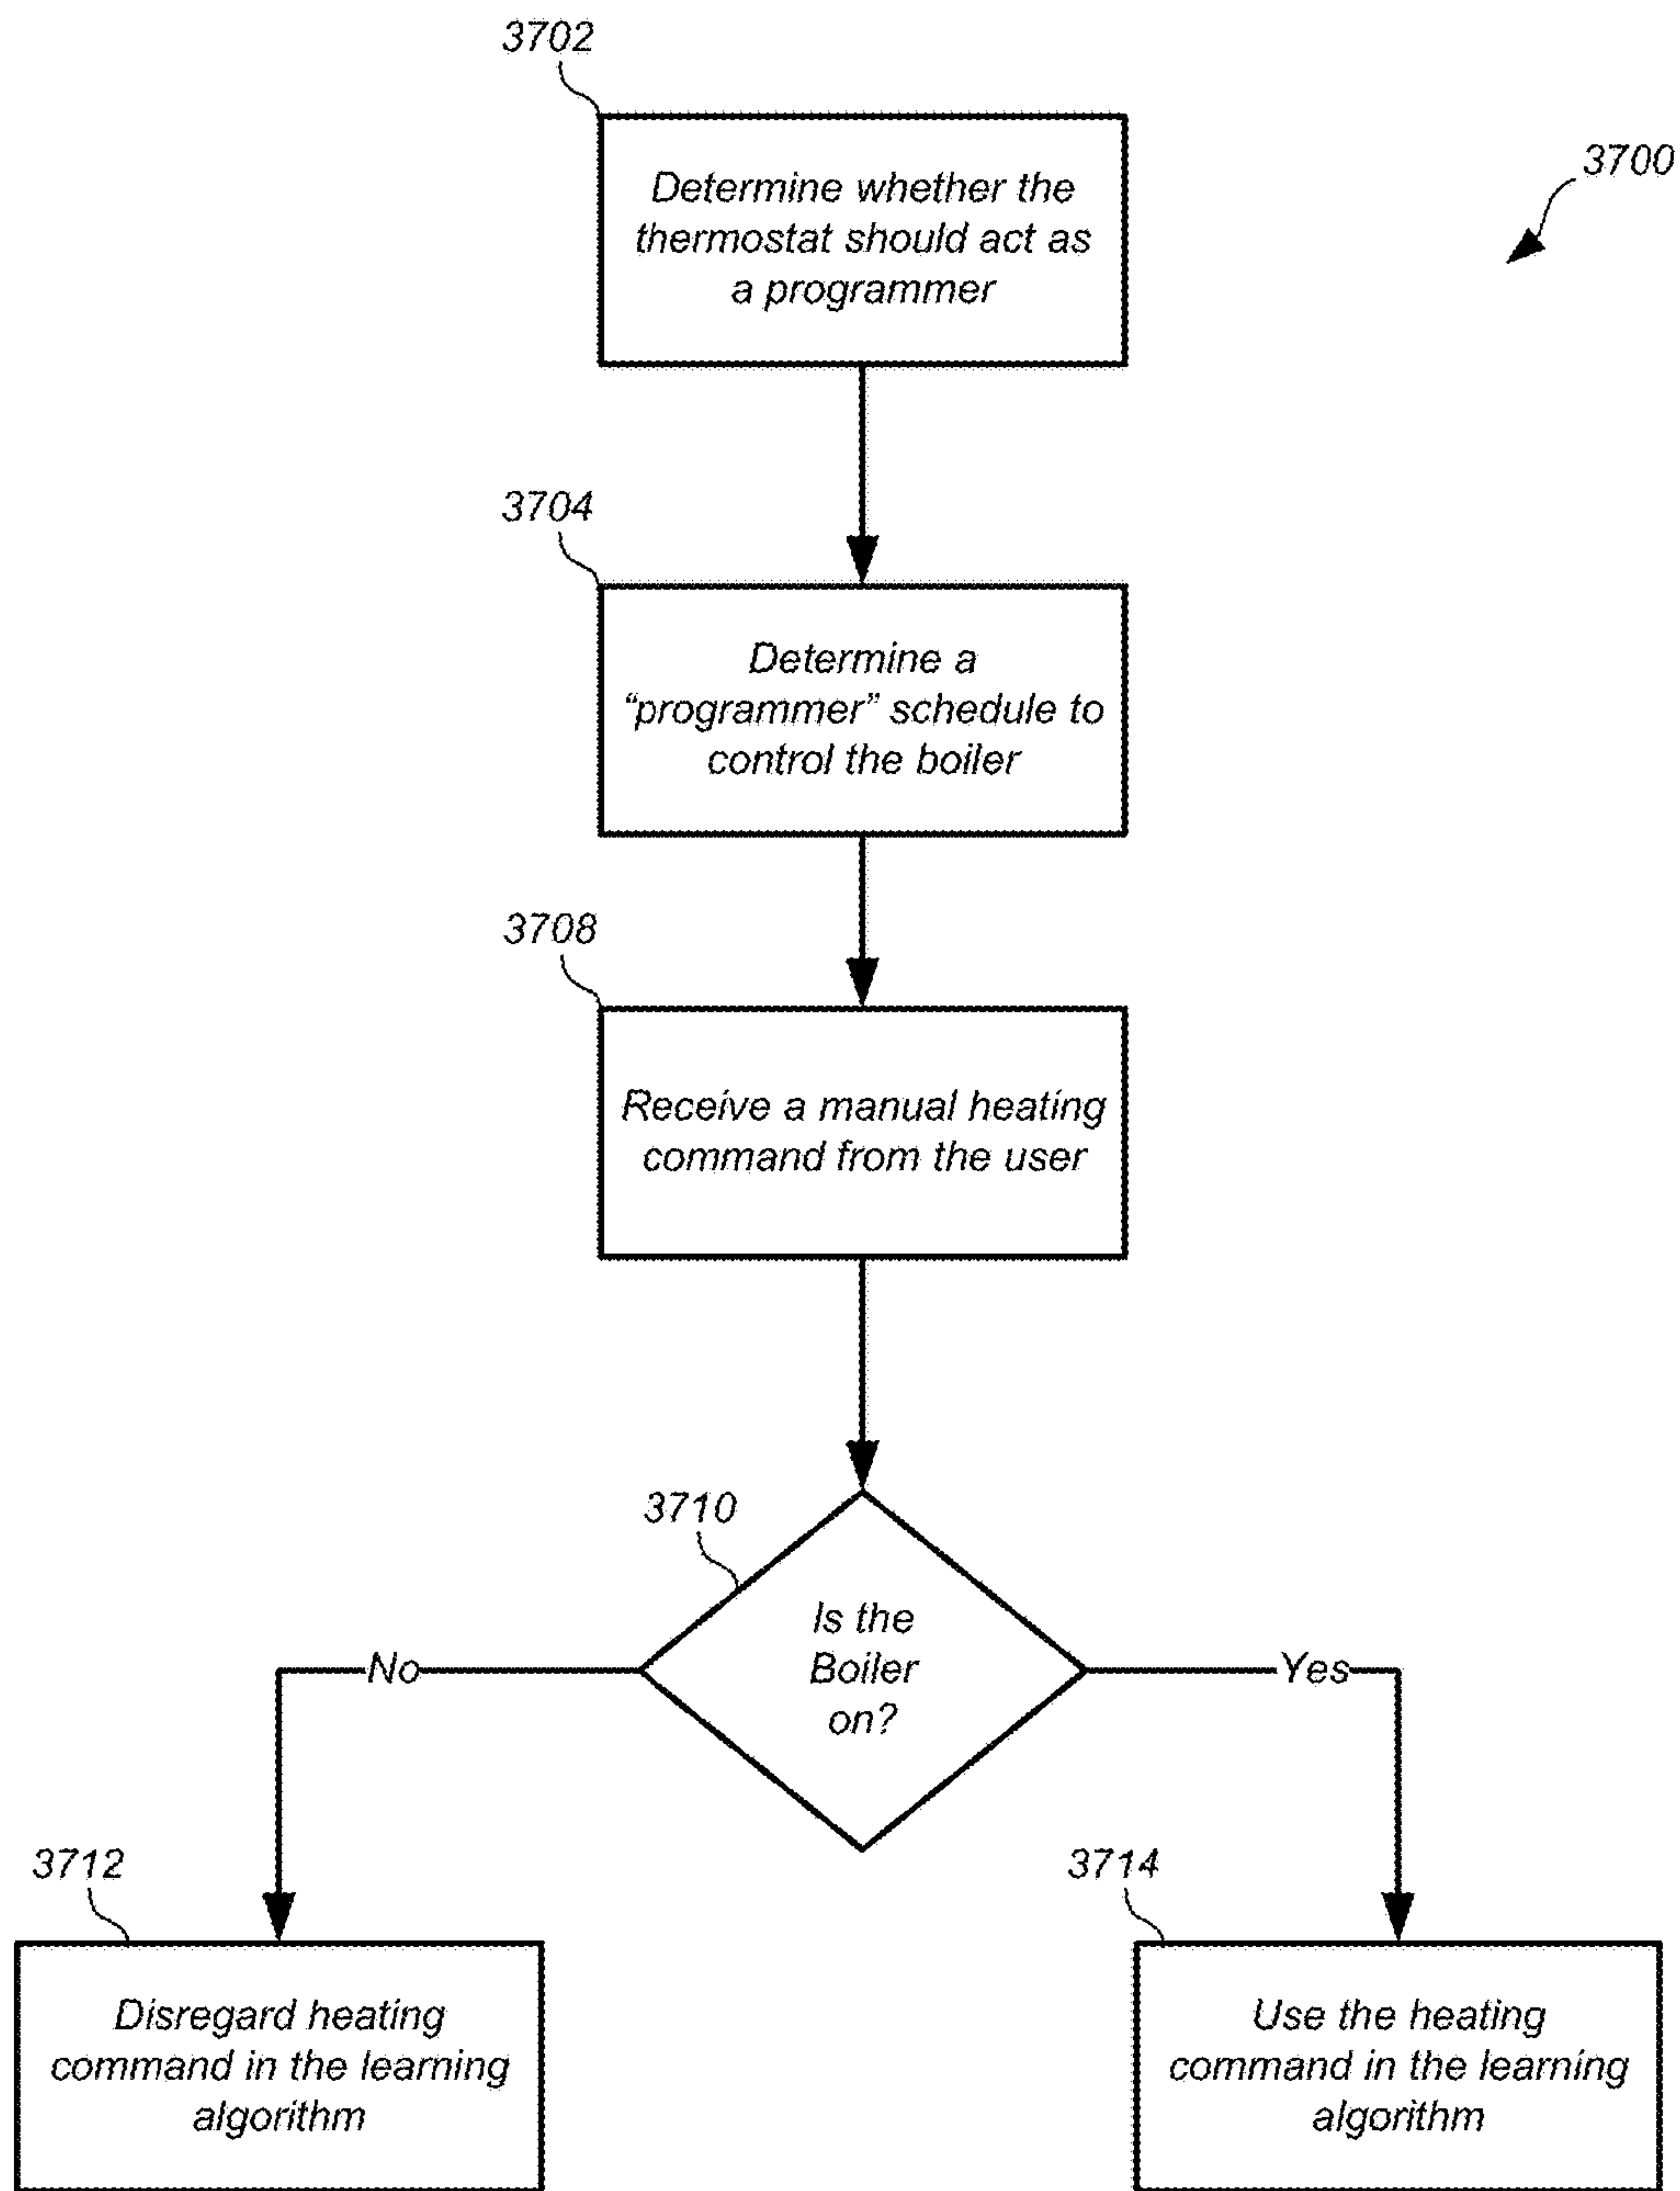 3702
3700
Determine whether the
thermostat should act as
a programmer
3704
Determine a
“programmer” schedule to
control the boiler
3708
Receive a manual heating
command from the user
3710
Is the
Boiler
on?
No
Yes
3712
3714
Disregard heating
command in the learning
algorithm
Use the heating
command in the learning
algorithm